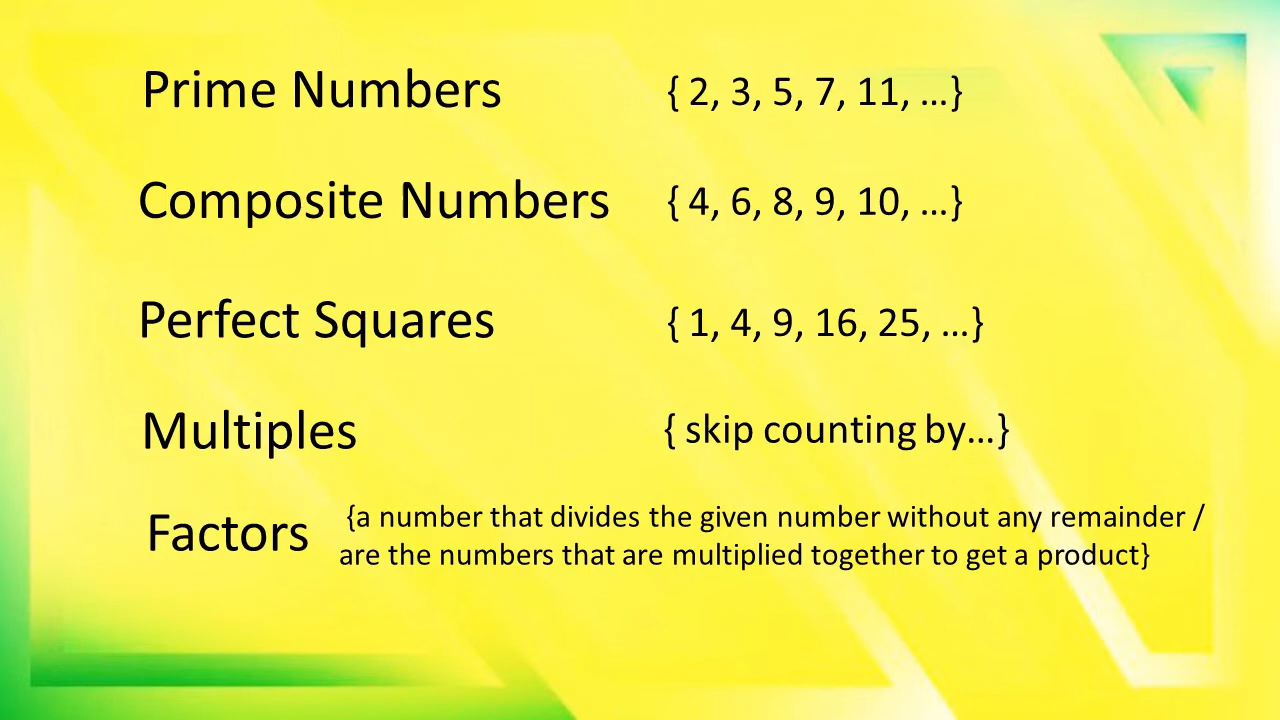 Prime Numbers { 2, 3, 5, 7, 11, …}
Composite Numbers { 4, 6, 8, 9, 10, …}
Perfect Squares { 1, 4, 9, 16, 25, …}
Multiples { skip counting by…}
Factors {a number that divides the given number without any remainder /
are the numbers that are multiplied together to get a product}